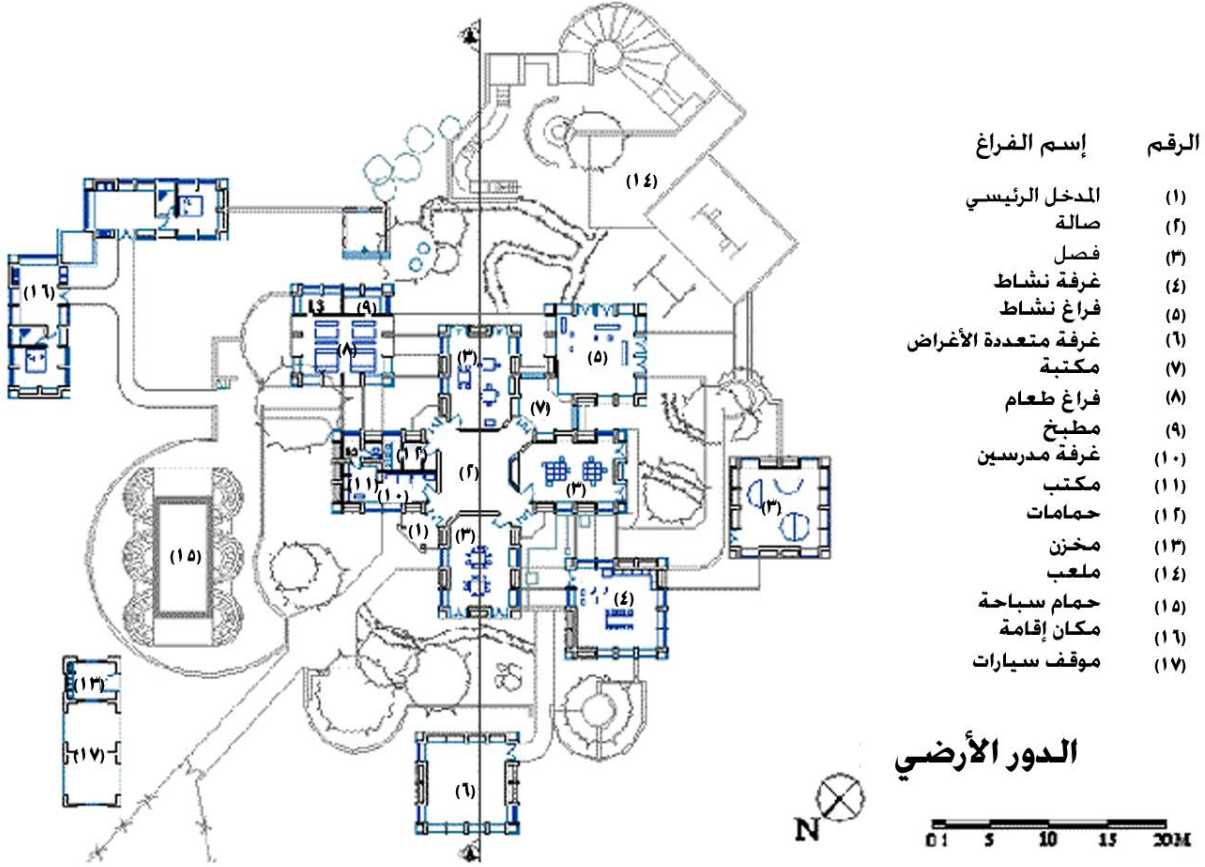 الرقم إسم الفراغ
(١) المدخل الرئيسي
(٢) صالة
(٣) فصل
(٤) غرفة نشاط
(٥) فراغ نشاط
(٦) غرفة متعددة الأغراض
(٧) مكتبة
(٨) فراغ طعام
(٩) مطبخ
(١٠) غرفة مدرسين
(١١) مكتب
(١٢) حمامات
(١٣) مخزن
(١٤) ملعب
(١٥) حمام سباحة
(١٦) مكان إقامة
(١٧) موقف سيارات
الدور الأرضي
N
0 1 5 10 15 20M
(١٤)
(١٦)
(٩)
(٨)
(٣)
(٥)
(٧)
(١٢)
(٢)
(١١)
(١٠)
(٣)
(٣)
(١)
(٣)
(١٥)
(٤)
(١٣)
(١٧)
(٦)